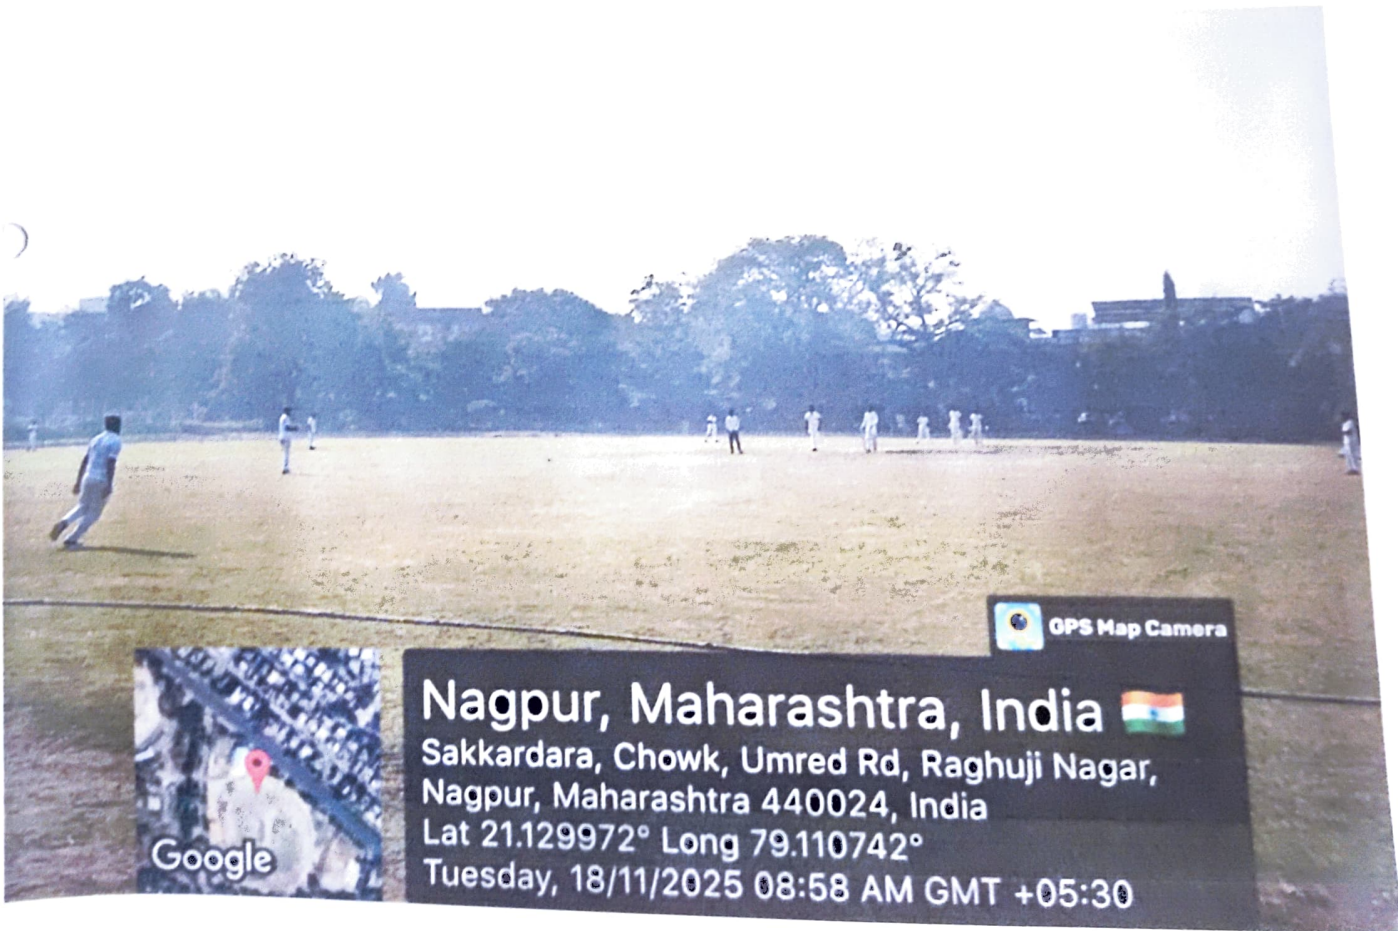 GPS Map Camera
Nagpur, Maharashtra, India
Sakkardara, Chowk, Umred Rd, Raghuji Nagar,
Nagpur, Maharashtra 440024, India
Lat 21.129972° Long 79.110742°
Tuesday, 18/11/2025 08:58 AM GMT +05:30
Google